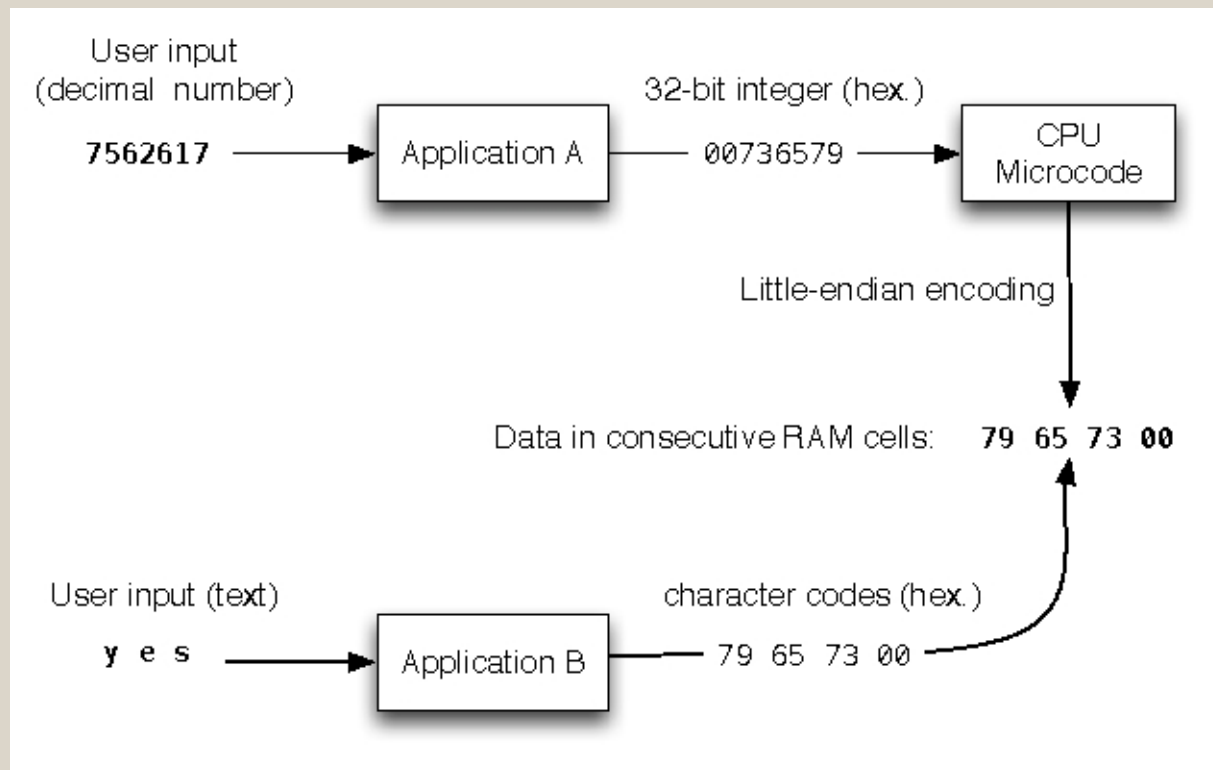 User input
(decimal number)
7562617
Application A
32-bit integer (hex.)
00736579
CPU
Microcode
Little-endian encoding
Data in consecutive RAM cells: 79 65 73 00
User input (text)
y e s
Application B
character codes (hex.)
79 65 73 00